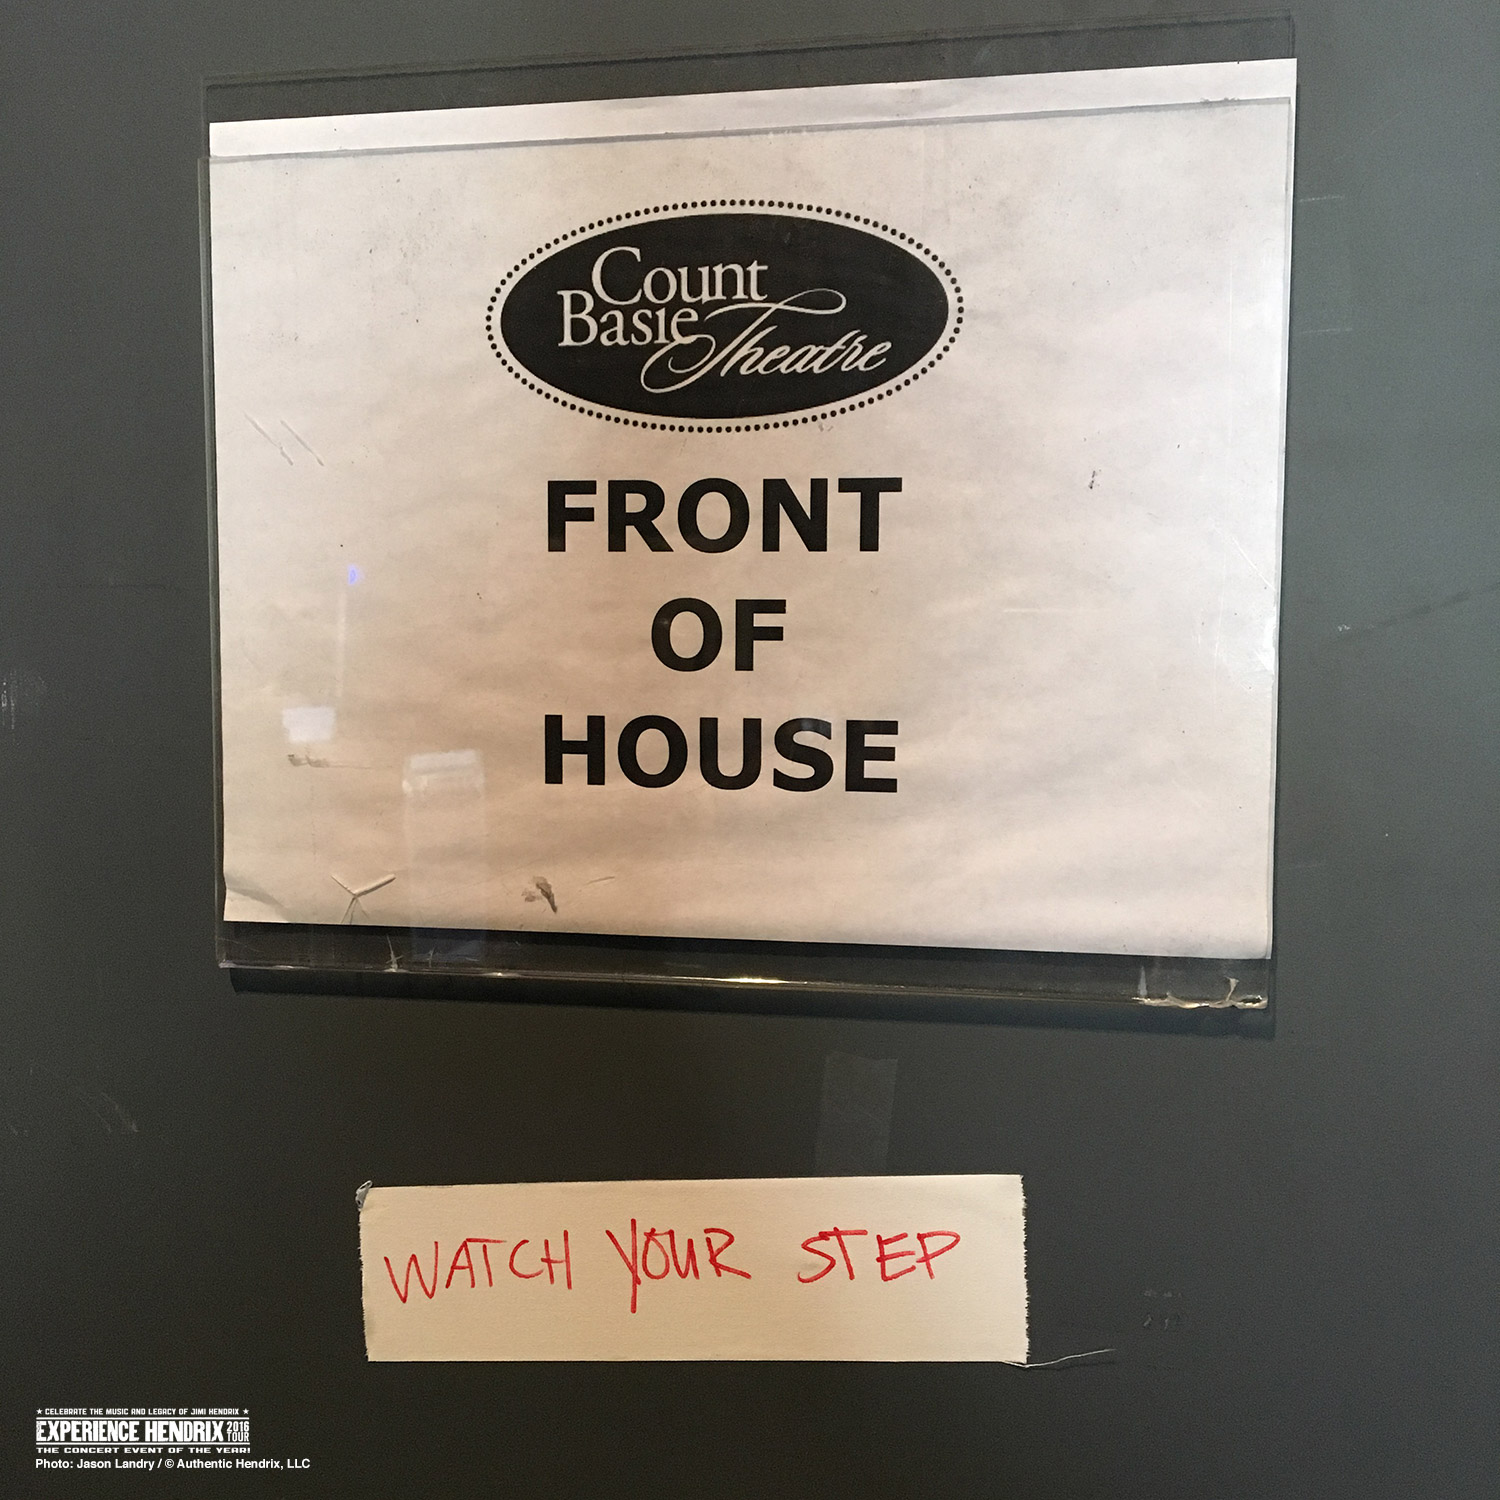 Count
Basie Theatre
FRONT
OF
HOUSE
WATCH YOUR STEP
★ CELEBRATE THE MUSIC AND LEGACY OF JIMI HENDRIX ★
EXPERIENCE HENDRIX 2016 TOUR
THE CONCERT EVENT OF THE YEAR!
Photo: Jason Landry / © Authentic Hendrix, LLC